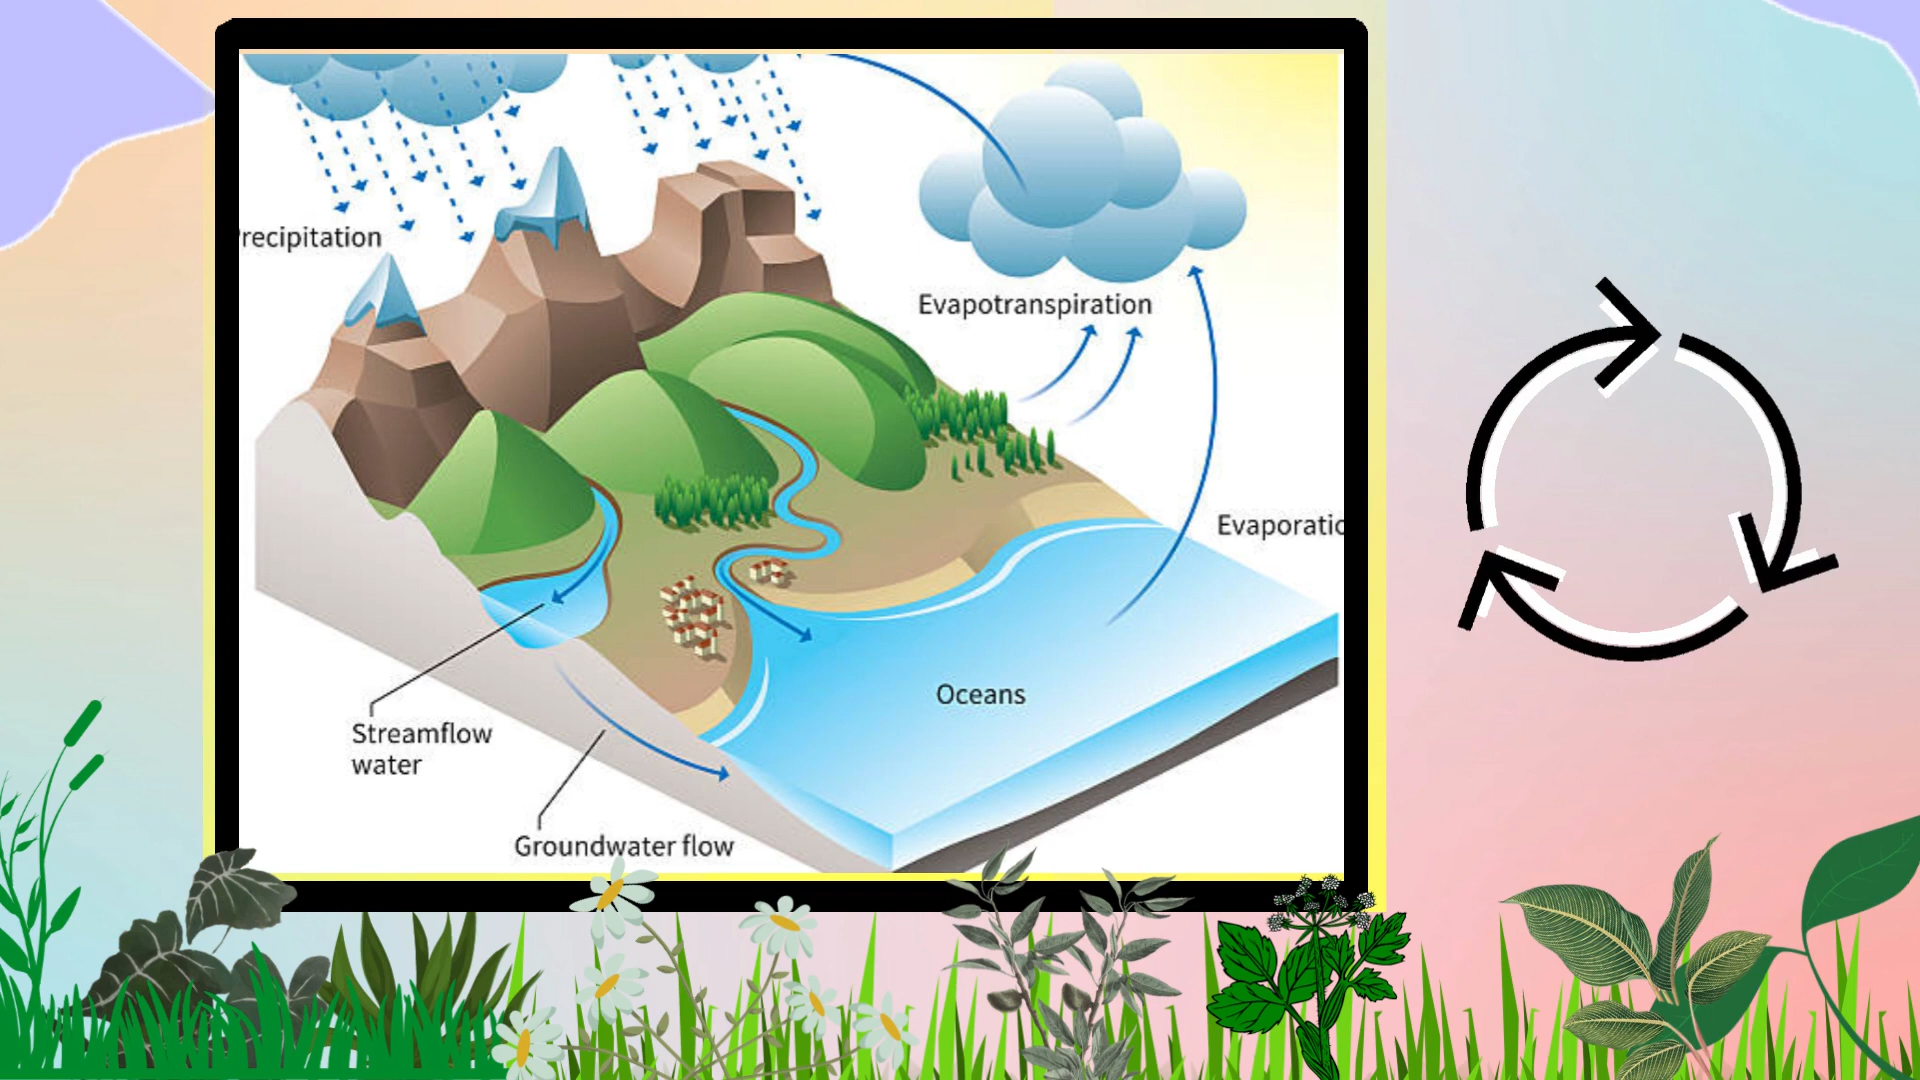 recipitation
Evapotranspiration
Evaporatio
Oceans
Streamflow
water
Groundwater flow